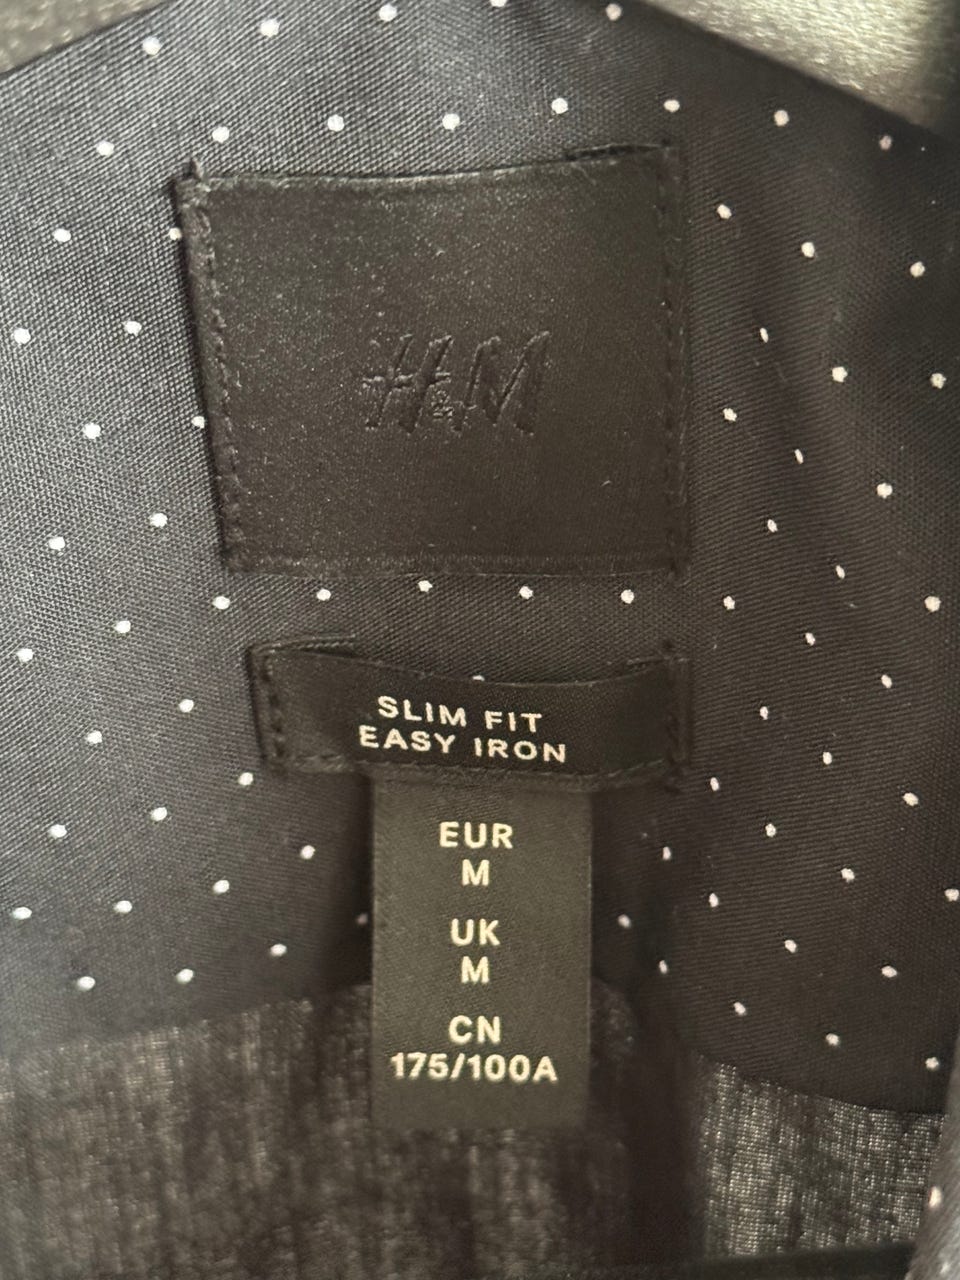 H&M
SLIM FIT
EASY IRON
EUR
M
UK
M
CN
175/100A